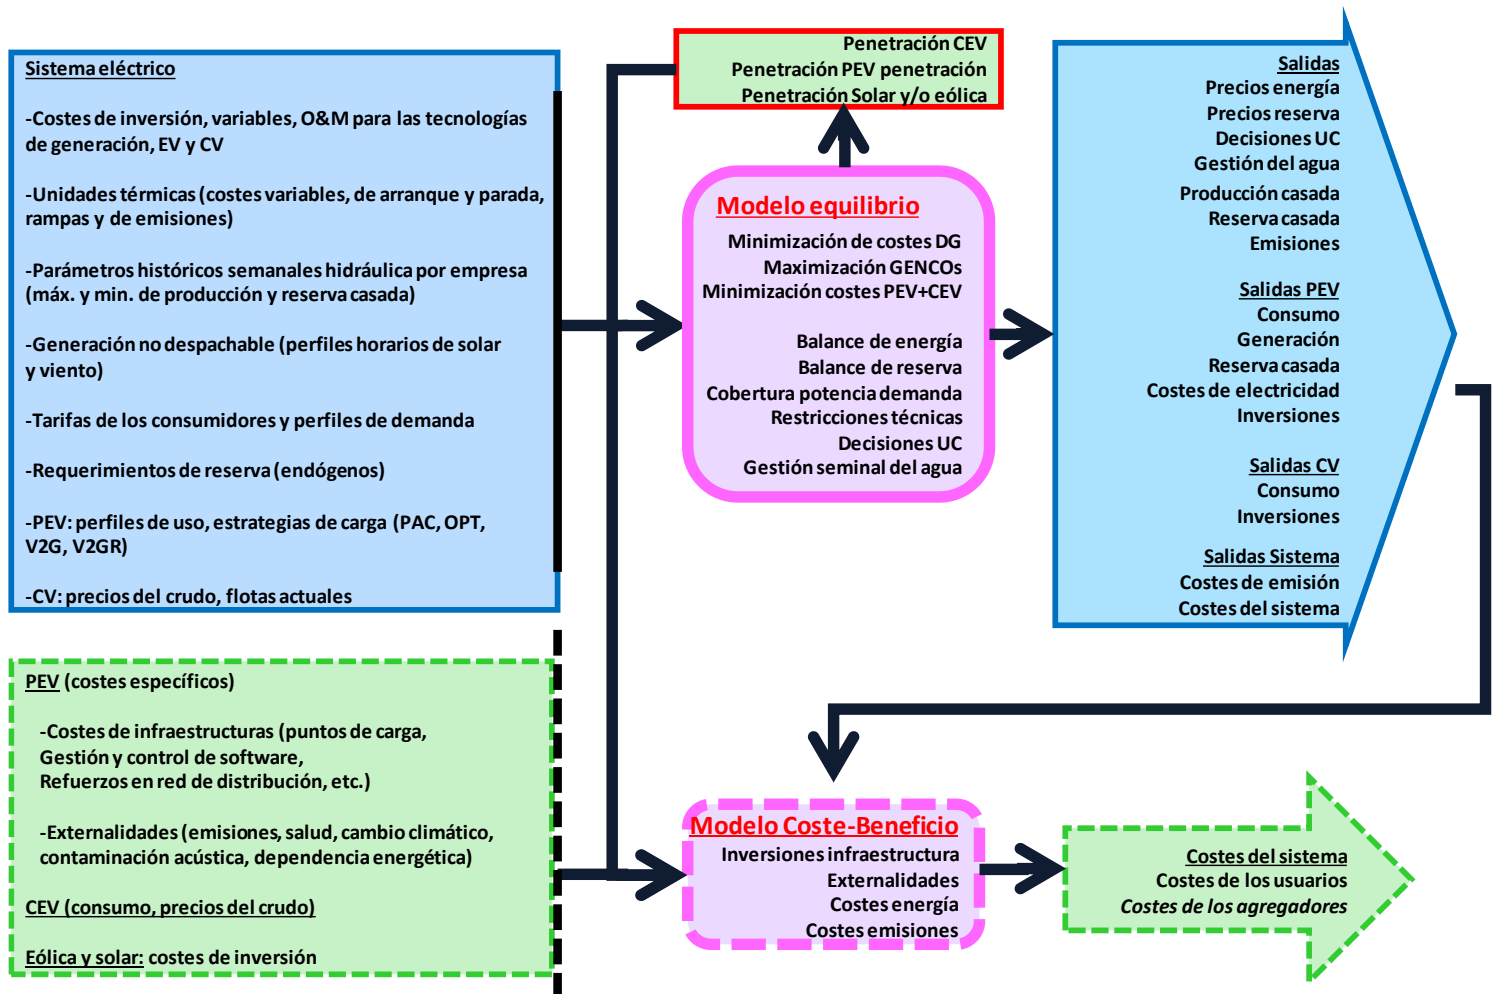 Sistema eléctrico
-Costes de inversión, variables, O&M para las tecnologías
de generación, EV y CV
-Unidades térmicas (costes variables, de arranque y parada,
rampas y de emisiones)
-Parámetros históricos semanales hidráulica por empresa
(máx. y min. de producción y reserva casada)
-Generación no despachable (perfiles horarios de solar
y viento)
-Tarifas de los consumidores y perfiles de demanda
-Requerimientos de reserva (endógenos)
-PEV: perfiles de uso, estrategias de carga (PAC, OPT,
V2G, V2GR)
-CV: precios del crudo, flotas actuales
PEV (costes específicos)
-Costes de infraestructuras (puntos de carga,
Gestión y control de software,
Refuerzos en red de distribución, etc.)
-Externalidades (emisiones, salud, cambio climático,
contaminación acústica, dependencia energética)
CEV (consumo, precios del crudo)
Eólica y solar: costes de inversión
Penetración CEV
Penetración PEV penetración
Penetración Solar y/o eólica
Modelo equilibrio
Minimización de costes DG
Maximización GENCOs
Minimización costes PEV+CEV
Balance de energía
Balance de reserva
Cobertura potencia demanda
Restricciones técnicas
Decisiones UC
Gestión seminal del agua
Modelo Coste-Beneficio
Inversiones infraestructura
Externalidades
Costes energía
Costes emisiones
Salidas
Precios energía
Precios reserva
Decisiones UC
Gestión del agua
Producción casada
Reserva casada
Emisiones
Salidas PEV
Consumo
Generación
Reserva casada
Costes de electricidad
Inversiones
Salidas CV
Consumo
Inversiones
Salidas Sistema
Costes de emisión
Costes del sistema
Costes del sistema
Costes de los usuarios
Costes de los agregadores